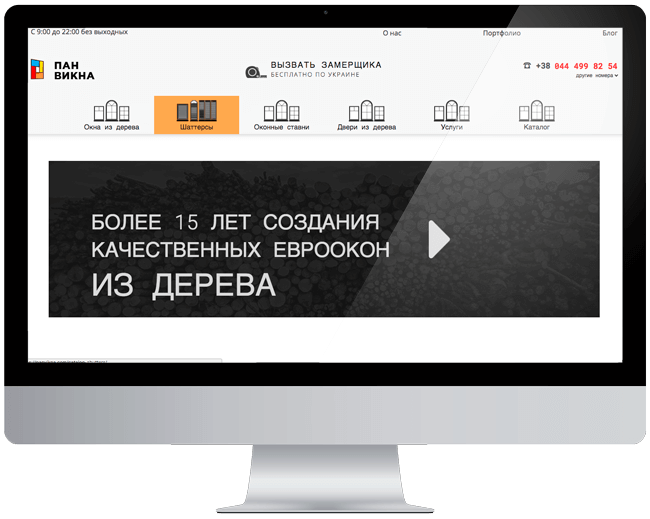 С 9:00 до 22:00 без выходных
О нас
Портфолио
Блог
ПАН
ВИКНА
ВЫЗВАТЬ ЗАМЕРЩИКА
БЕСПЛАТНО ПО УКРАИНЕ
+38 044 499 82 54
другие номера
Окна из дерева
Шаттерсы
Оконные ставни
Двери из дерева
Услуги
Каталог
БОЛЕЕ 15 ЛЕТ СОЗДАНИЯ
КАЧЕСТВЕННЫХ ЕВРООКОН
ИЗ ДЕРЕВА